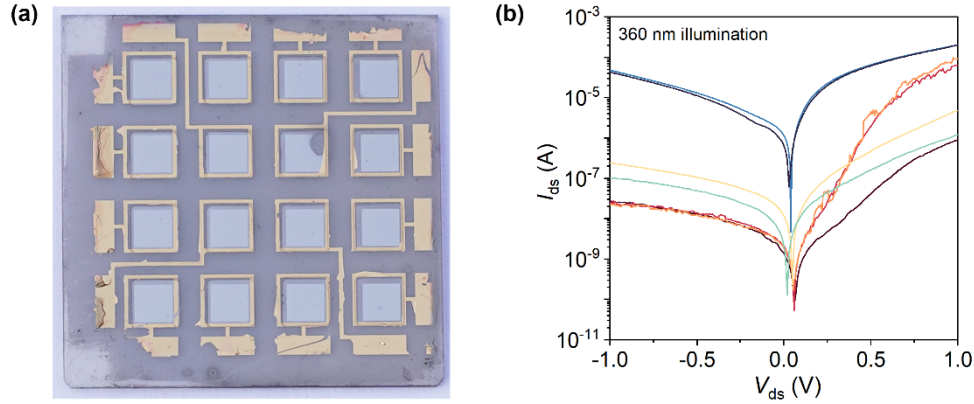 (a)
(b)
360 nm illumination
10⁻³
10⁻⁵
10⁻⁷
10⁻⁹
10⁻¹¹
I_ds (A)
-1.0 -0.5 0.0 0.5 1.0
V_ds (V)